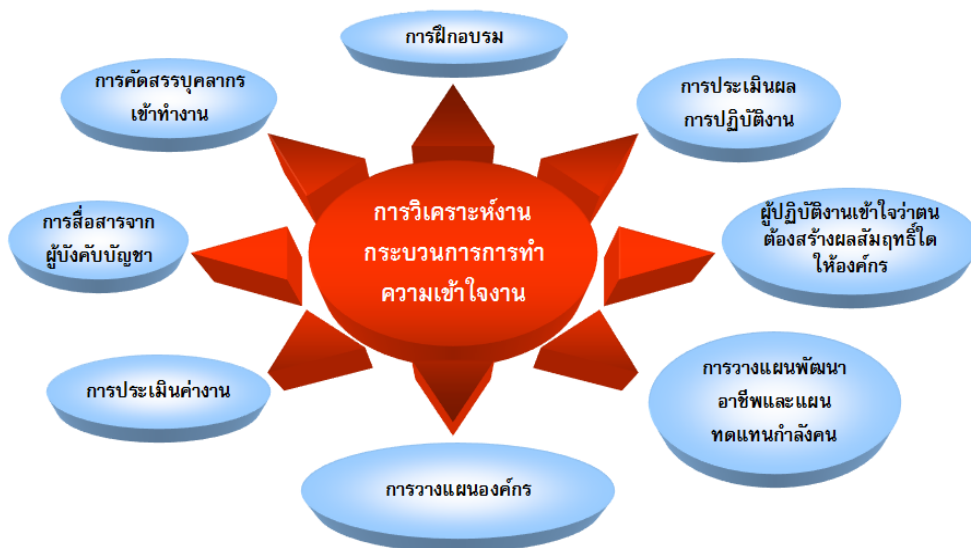 การฝึกอบรม
การคัดสรรบุคลากร
เข้าทำงาน
การประเมินผล
การปฏิบัติงาน
การสื่อสารจาก
ผู้บังคับบัญชา
การวิเคราะห์งาน
กระบวนการการทำ
ความเข้าใจงาน
ผู้ปฏิบัติงานเข้าใจว่าตน
ต้องสร้างผลสัมฤทธิ์ใด
ให้องค์กร
การประเมินค่างาน
การวางแผนพัฒนา
อาชีพและแผน
ทดแทนกำลังคน
การวางแผนองค์กร